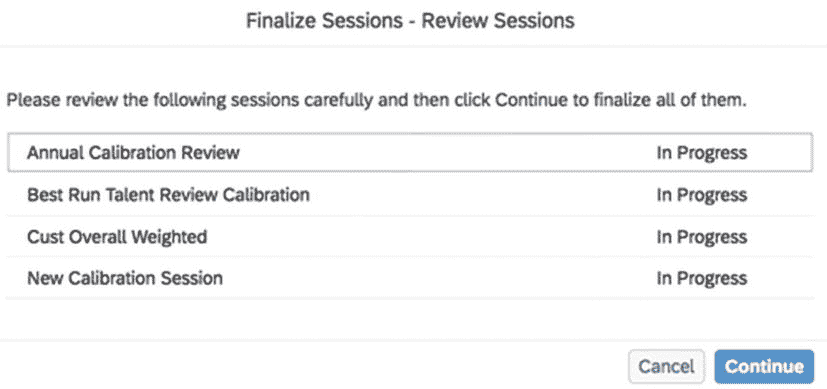 Finalize Sessions - Review Sessions
Please review the following sessions carefully and then click Continue to finalize all of them.
Annual Calibration Review In Progress
Best Run Talent Review Calibration In Progress
Cust Overall Weighted In Progress
New Calibration Session In Progress
Cancel Continue